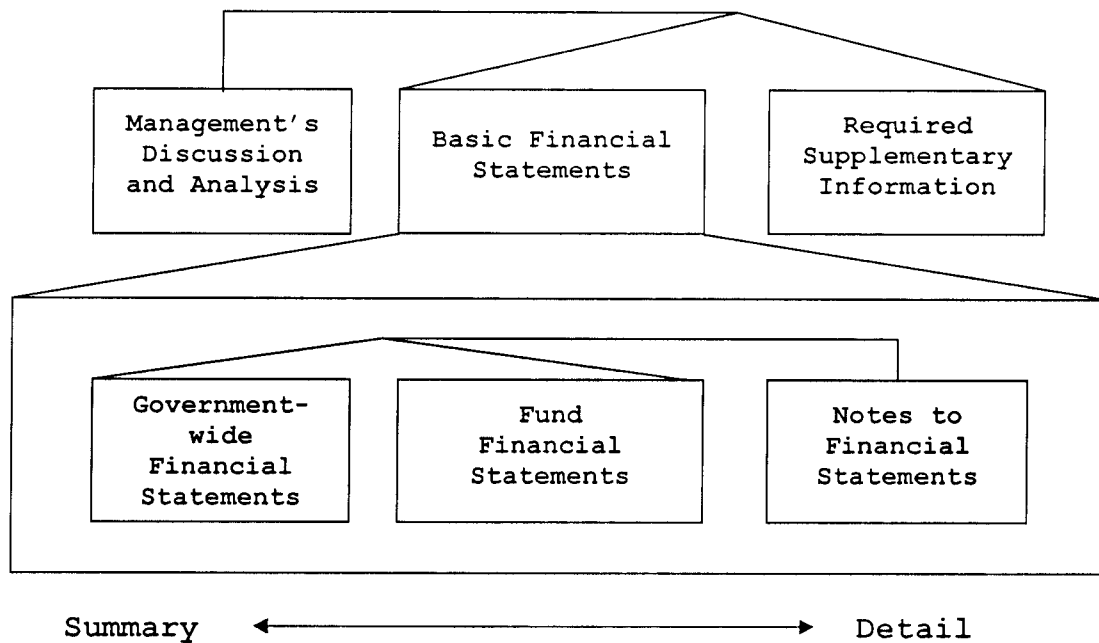 Management's
Discussion
and Analysis
Basic Financial
Statements
Required
Supplementary
Information
Government-
wide
Financial
Statements
Fund
Financial
Statements
Notes to
Financial
Statements
Summary
Detail